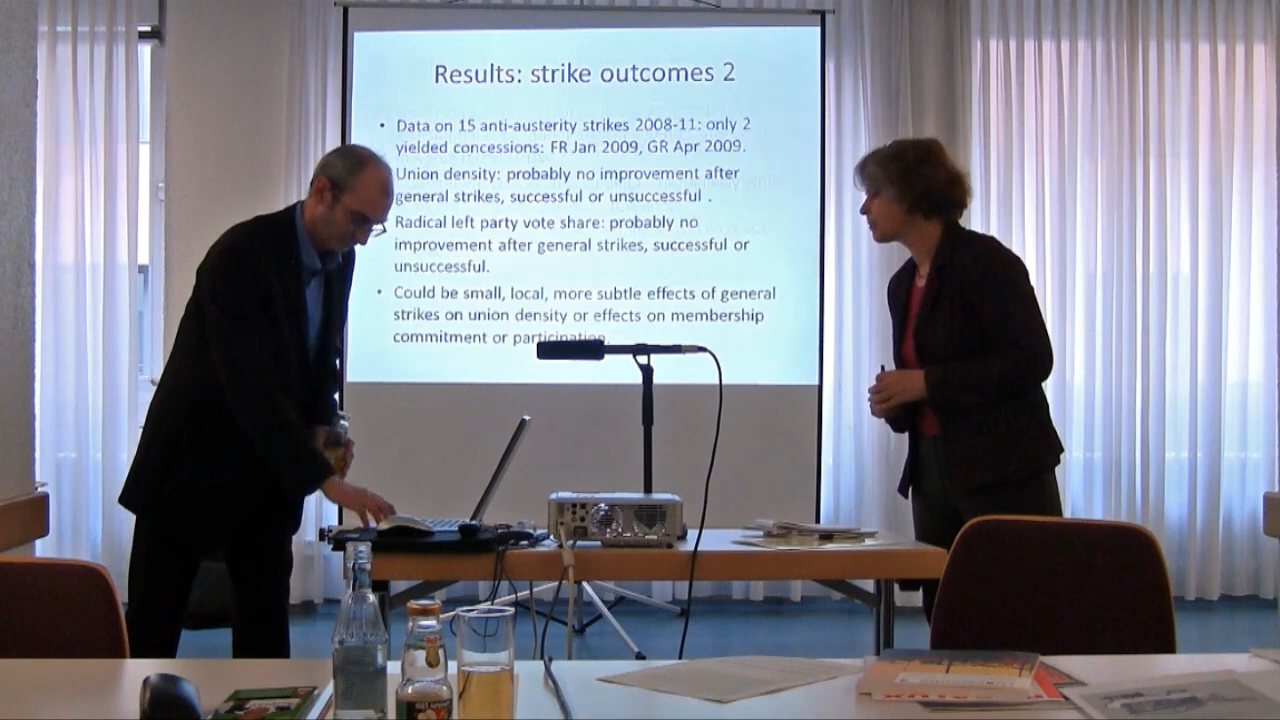 Results: strike outcomes 2
• Data on 15 anti-austerity strikes 2008-11: only 2
yielded concessions: FR Jan 2009, GR Apr 2009.
Union density: probably no improvement after
general strikes, successful or unsuccessful .
Radical left party vote share: probably no
improvement after general strikes, successful or
unsuccessful.
• Could be small, local, more subtle effects of general
strikes on union density or effects on membership
commitment or participation.